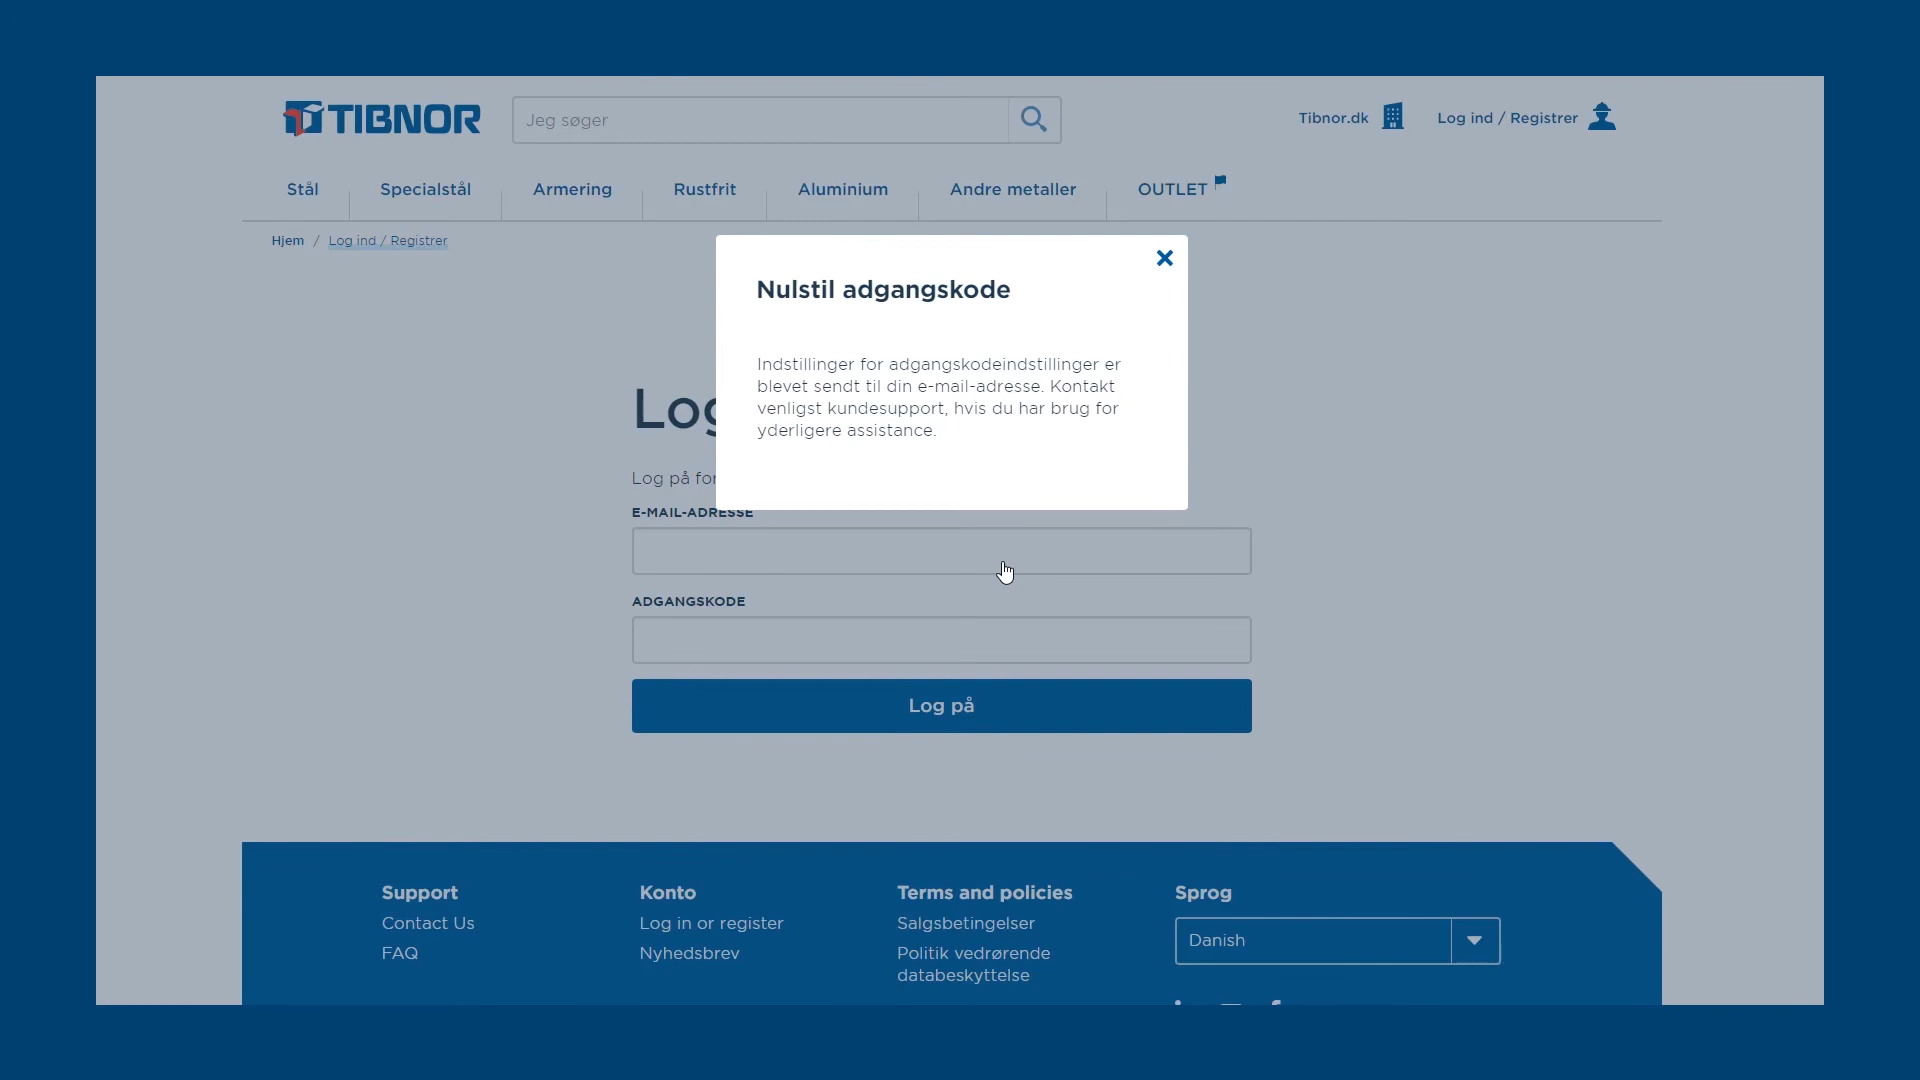 TIBNOR
Jeg søger
Tibnor.dk
Log ind / Registrer
Stål
Specialstål
Armering
Rustfrit
Aluminium
Andre metaller
OUTLET
Hjem / Log ind / Registrer
Nulstil adgangskode
Indstillinger for adgangskodeindstillinger er
blevet sendt til din e-mail-adresse. Kontakt
venligst kundesupport, hvis du har brug for
yderligere assistance.
Log
Log på for
E-MAIL-ADRESSE
ADGANGSKODE
Log på
Support
Contact Us
FAQ
Konto
Log in or register
Nyhedsbrev
Terms and policies
Salgsbetingelser
Politik vedrørende
databeskyttelse
Sprog
Danish